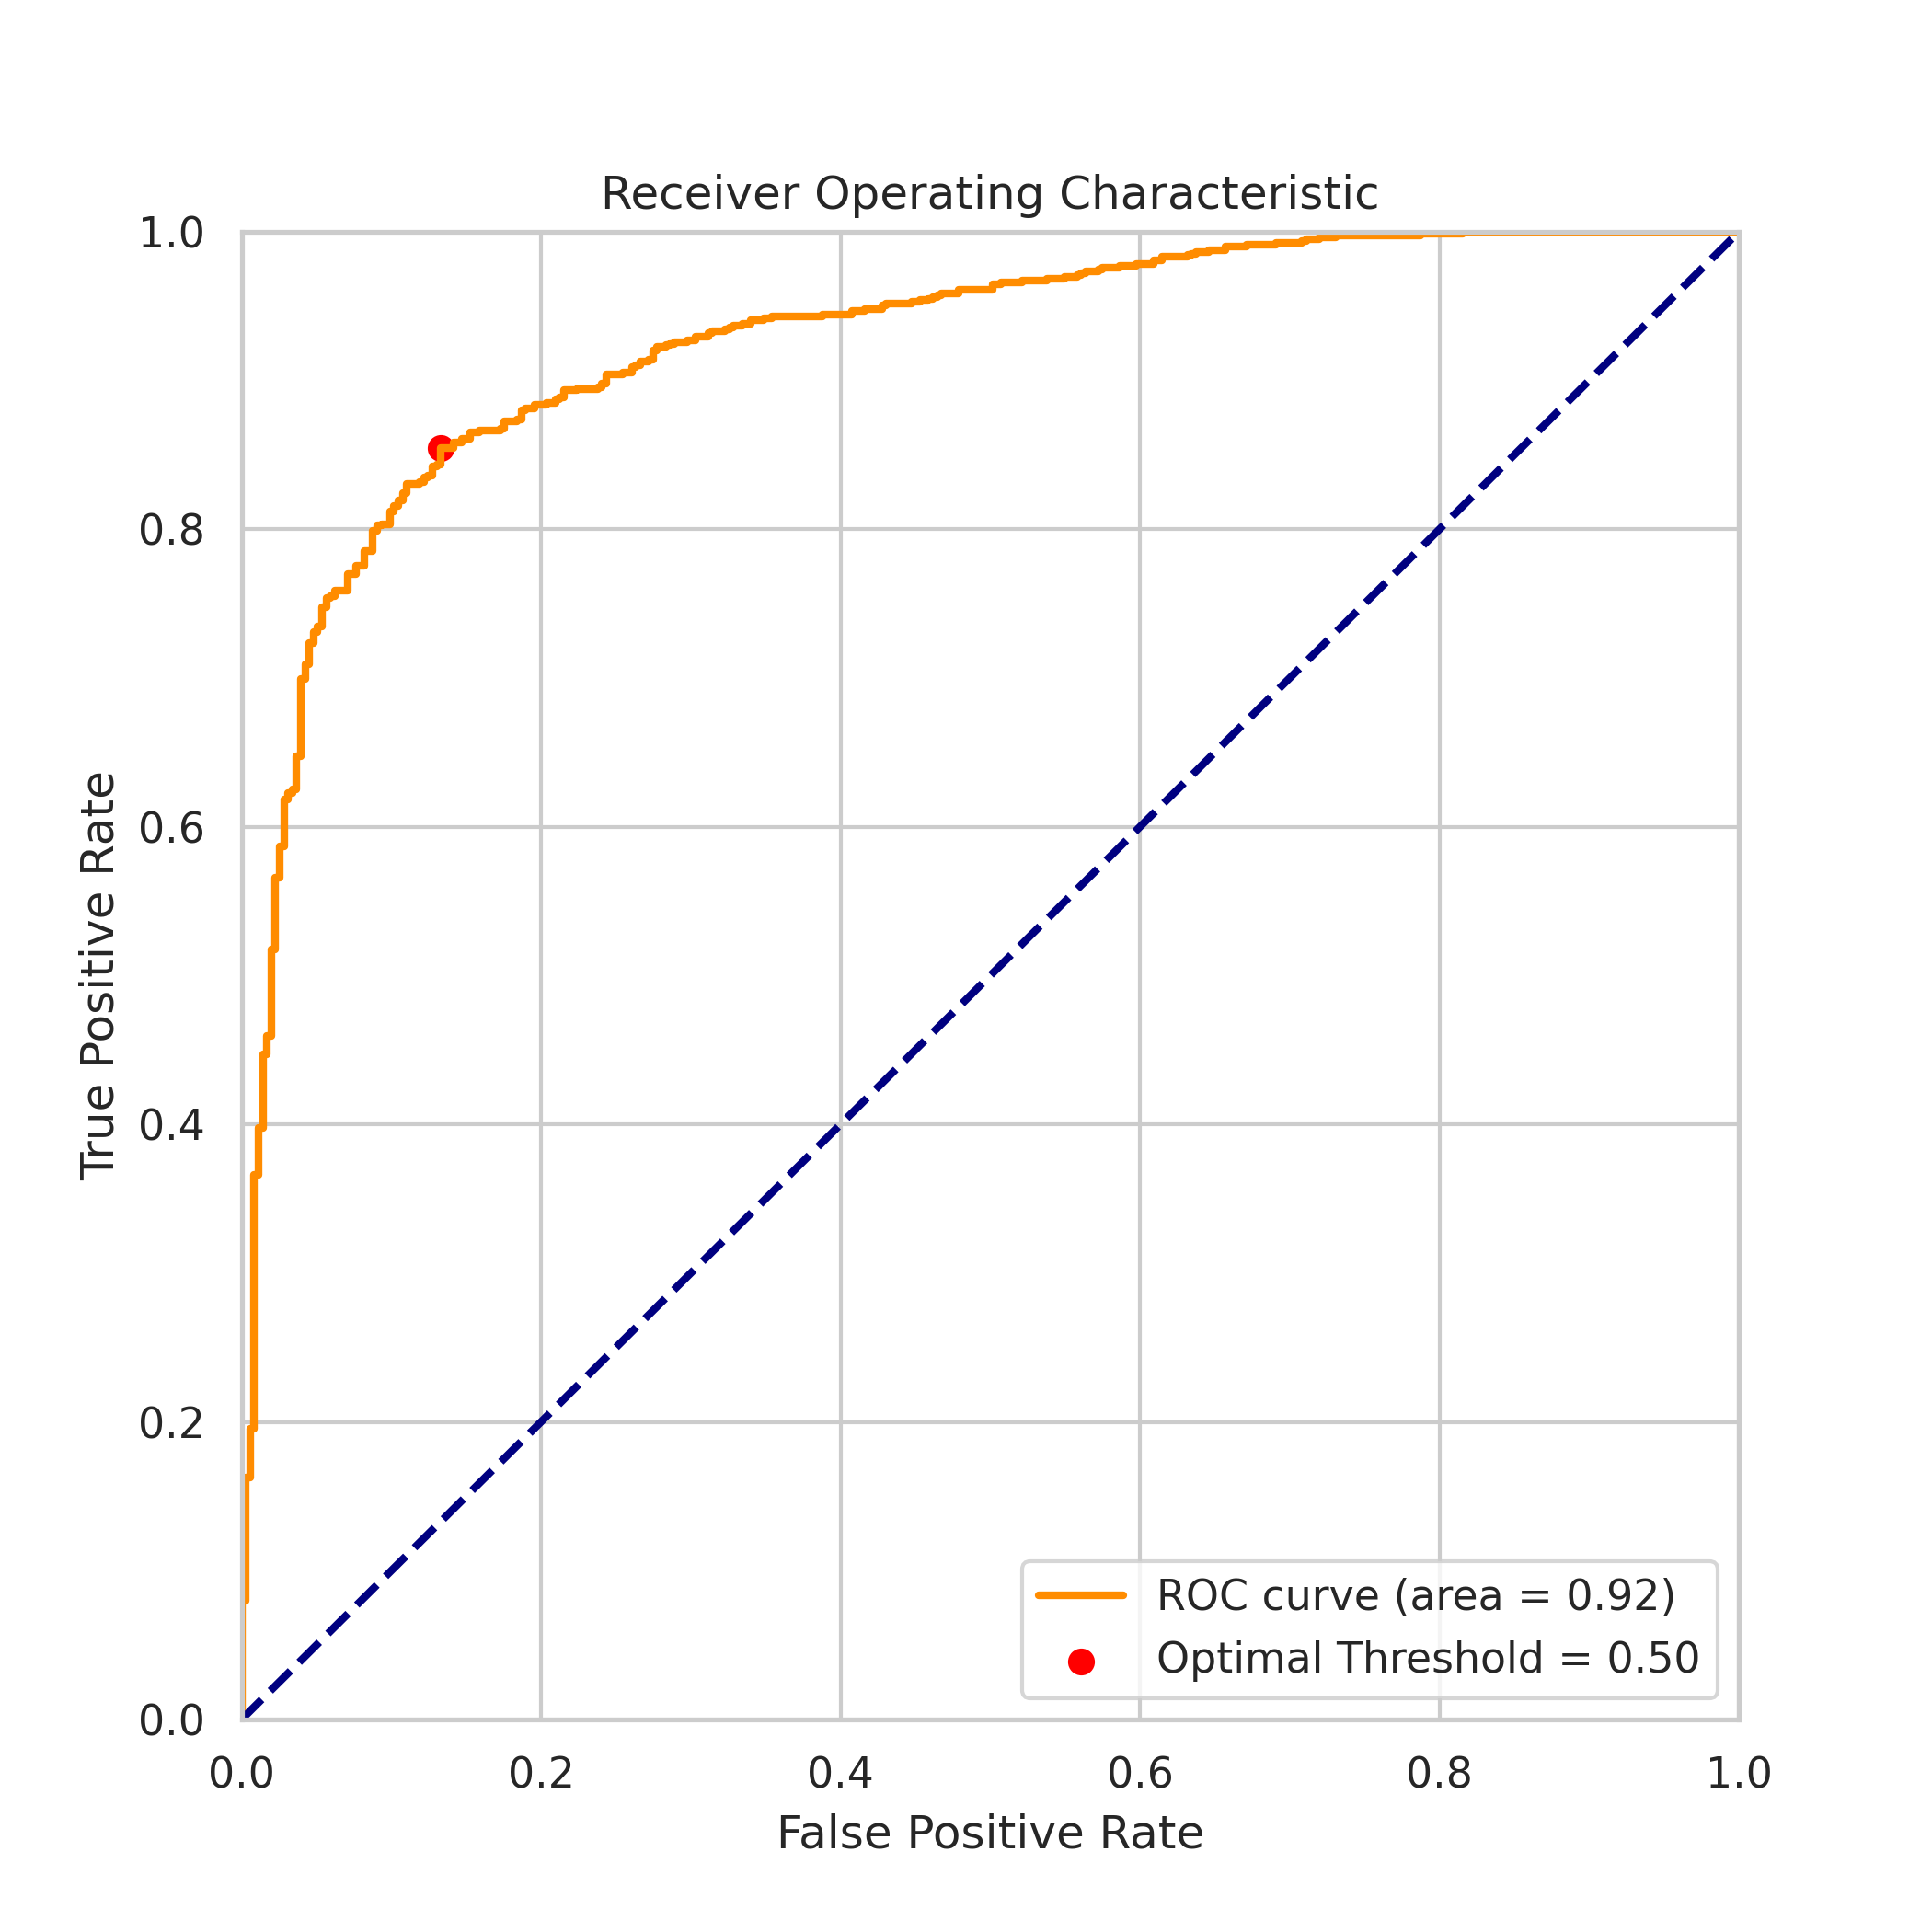 Receiver Operating Characteristic
1.0
0.8
0.6
0.4
0.2
0.0
True Positive Rate
ROC curve (area = 0.92)
Optimal Threshold = 0.50
0.0 0.2 0.4 0.6 0.8 1.0
False Positive Rate